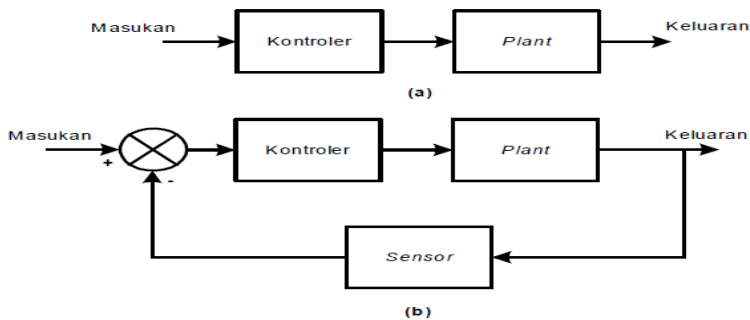 Masukan
Kontroler
Plant
Keluaran
(a)
Masukan
+
-
Kontroler
Plant
Keluaran
Sensor
(b)